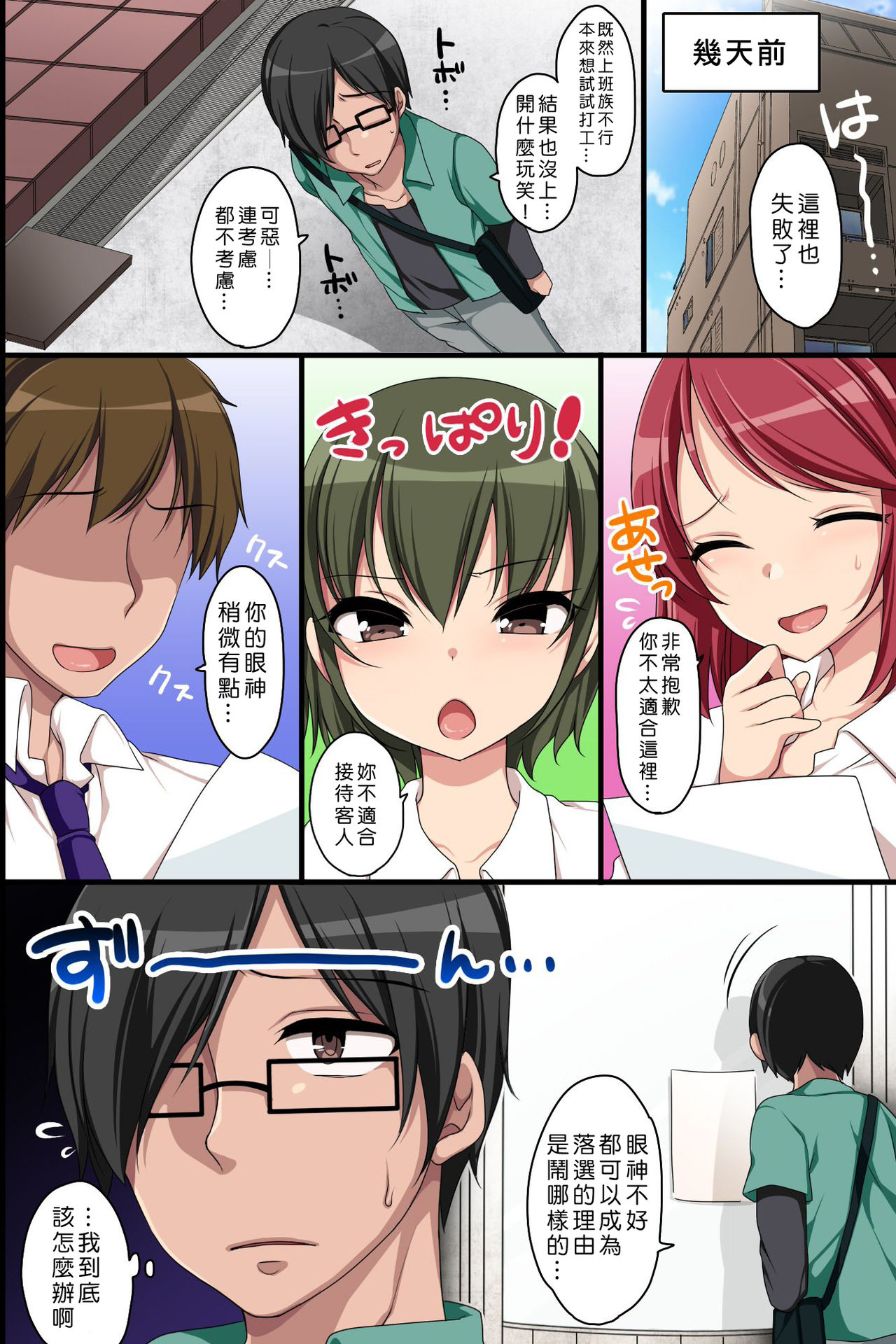 幾天前
は～…
這裡也
失敗了…
既然上班族不行
本來想試試打工…
結果也沒上…
開什麼玩笑！
トボ…
トボ…
可惡─…
連考慮
都不考慮…
あせっ
非常抱歉
你不太適合這裡…
きっぱり！
妳不適合
接待客人
クス
クス
你的眼神
稍微有點…
ずーーん…
眼神不好
都可以成為
落選的理由
是鬧哪樣的…
…我到底
該怎麼辦啊